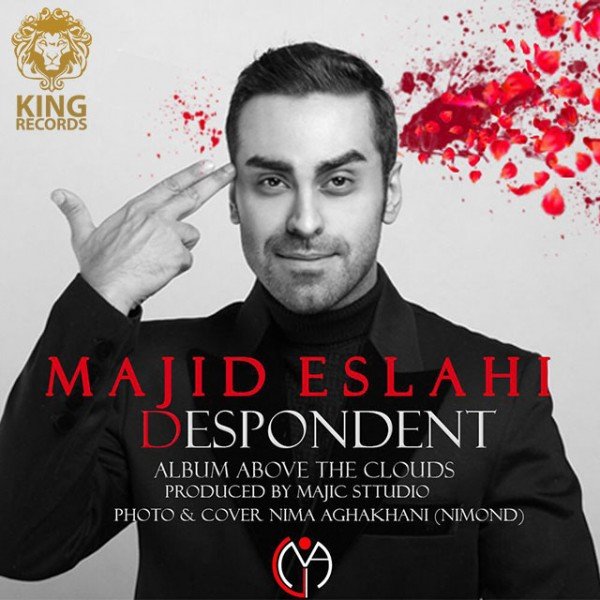 KING
RECORDS
MAJID ESLAHI
DESPONDENT
ALBUM ABOVE THE CLOUDS
PRODUCED BY MAJIC STTUDIO
PHOTO & COVER NIMA AGHAKHANI (NIMOND)